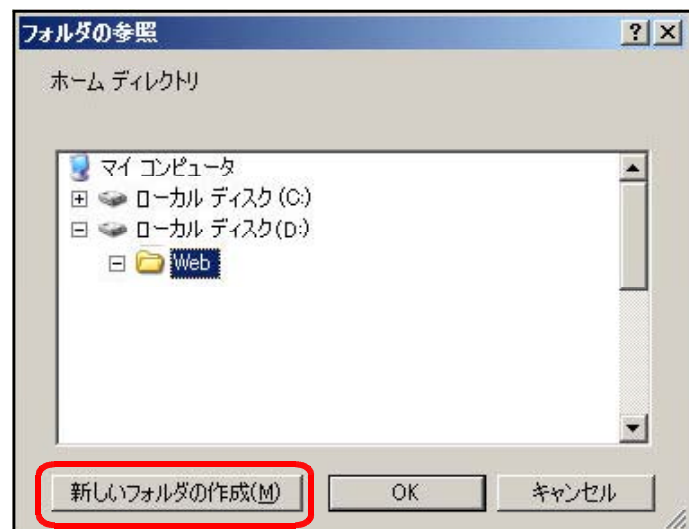 フォルダの参照
ホーム ディレクトリ
マイ コンピュータ
ローカル ディスク (C:)
ローカル ディスク(D:)
Web
新しいフォルダの作成(M) OK キャンセル